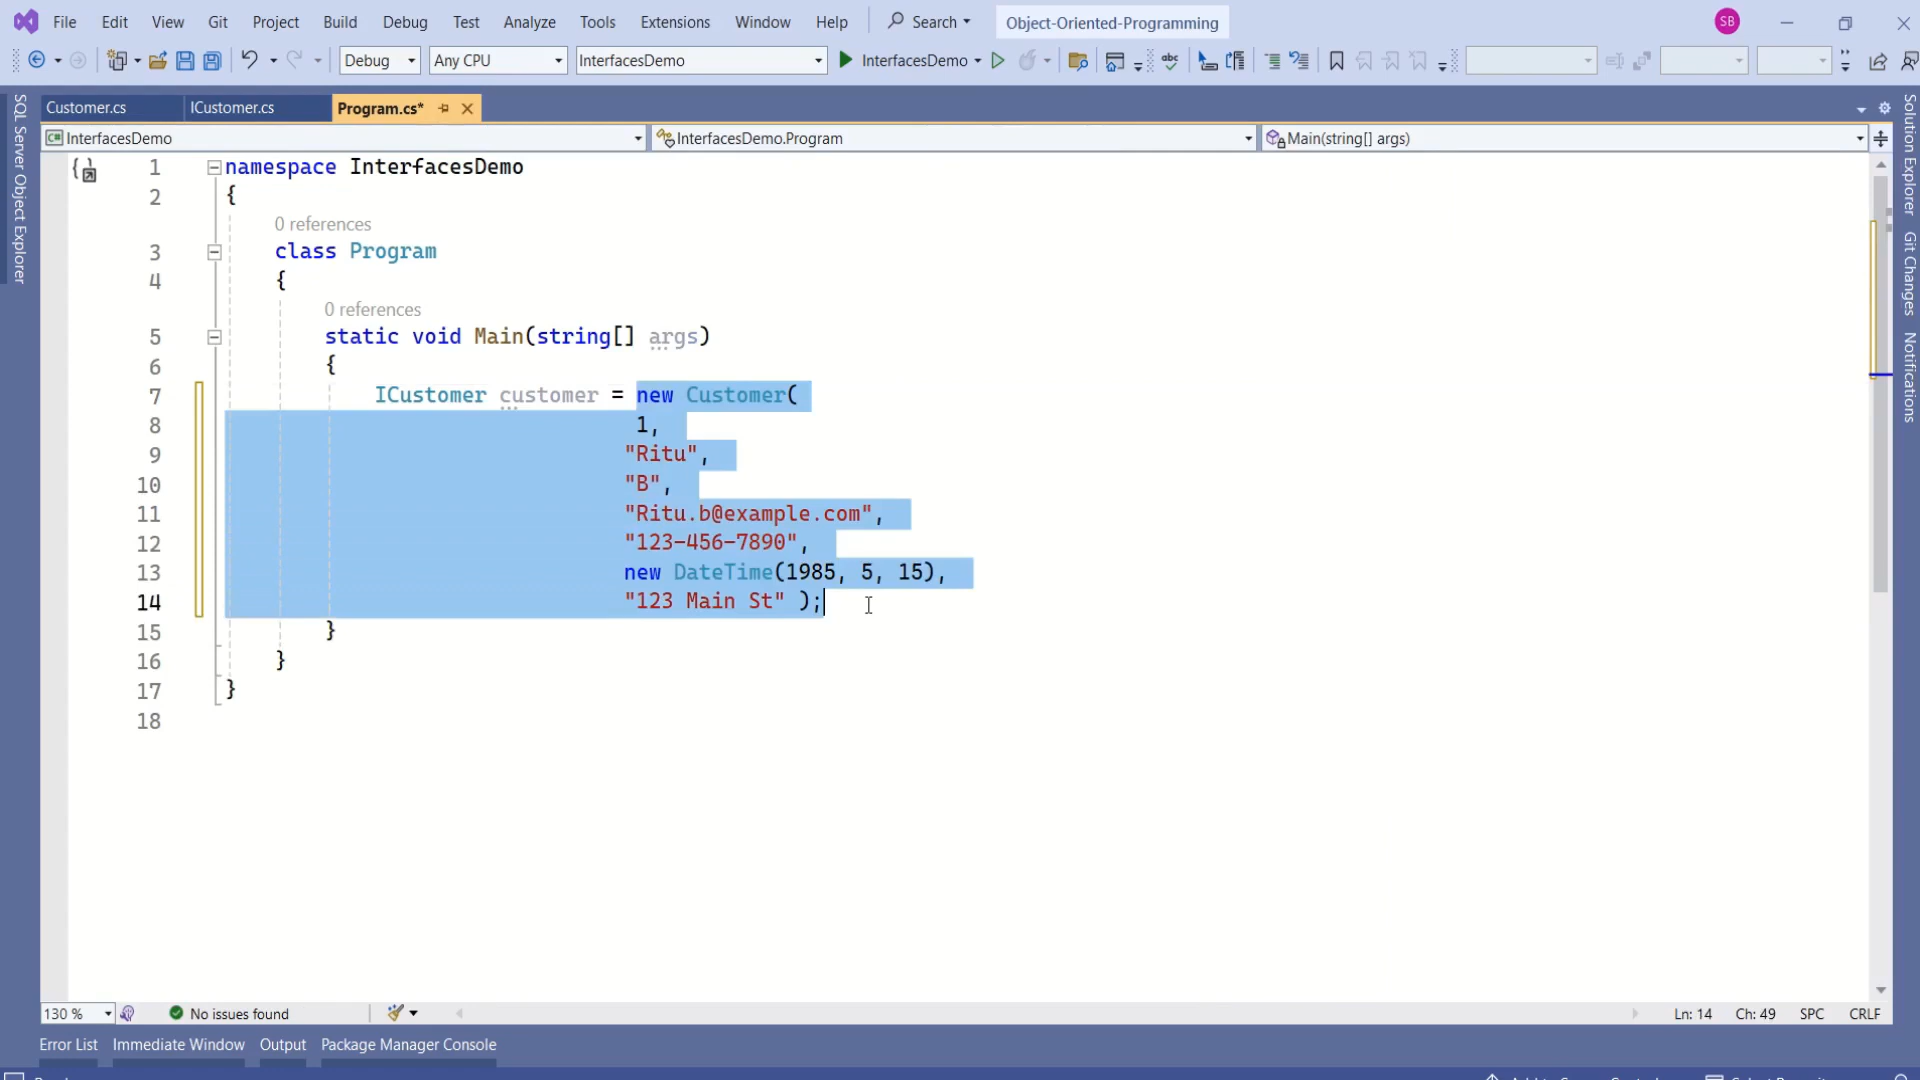 File Edit View Git Project Build Debug Test Analyze Tools Extensions Window Help Search Object-Oriented-Programming SB
Debug Any CPU InterfacesDemo InterfacesDemo
Customer.cs ICustomer.cs Program.cs*
InterfacesDemo InterfacesDemo.Program Main(string[] args)
SQL Server Object Explorer
1 namespace InterfacesDemo
2 {
0 references
3 class Program
4 {
0 references
5 static void Main(string[] args)
6 {
7 ICustomer customer = new Customer(
8 1,
9 "Ritu",
10 "B",
11 "Ritu.b@example.com",
12 "123-456-7890",
13 new DateTime(1985, 5, 15),
14 "123 Main St" );
15 }
16 }
17 }
18
Solution Explorer
Git Changes
Notifications
130 % No issues found Ln: 14 Ch: 49 SPC CRLF
Error List Immediate Window Output Package Manager Console